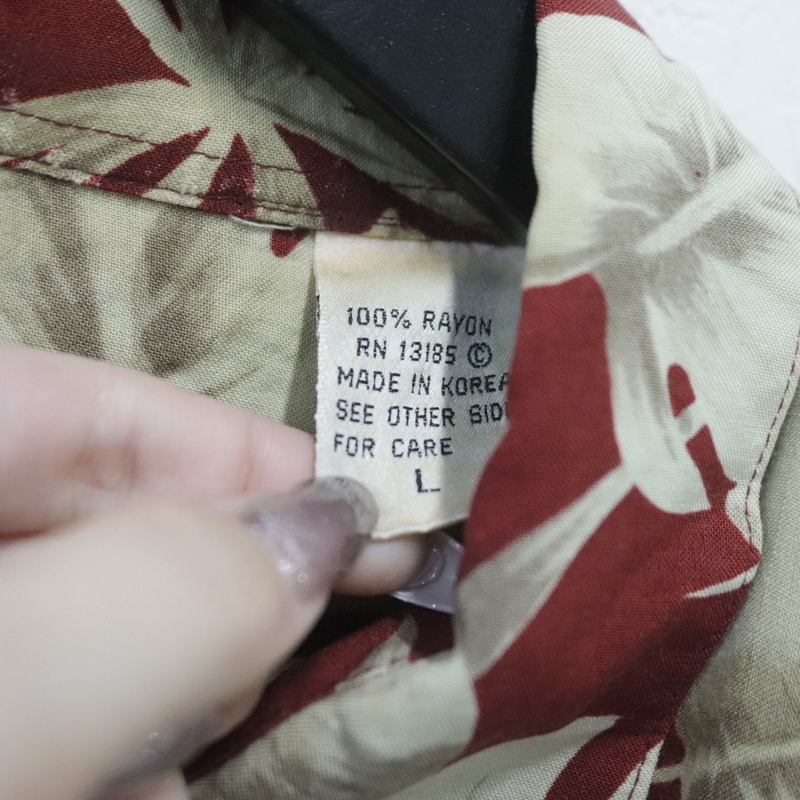 100% RAYON
RN 13185 ©
MADE IN KOREA
SEE OTHER SIDE
FOR CARE
L